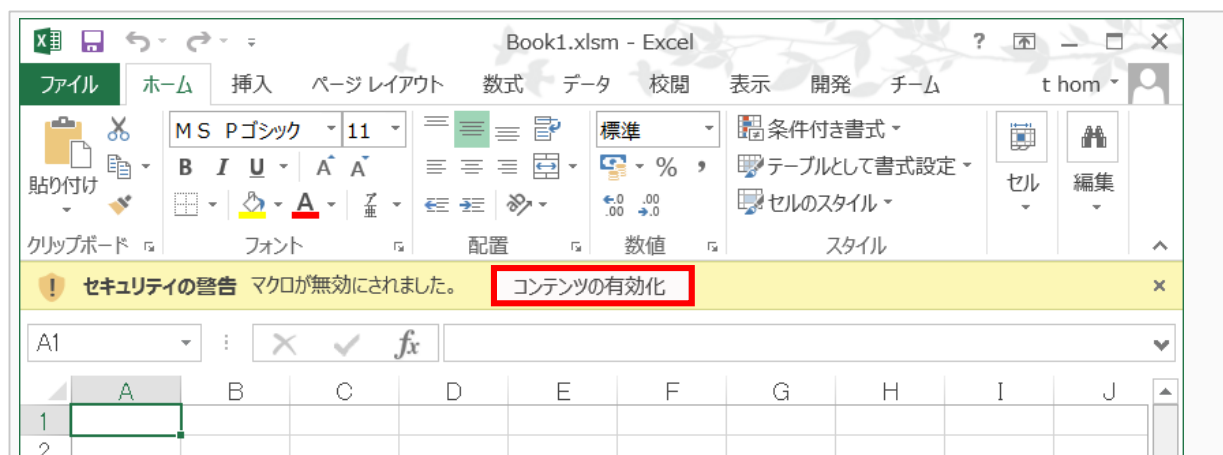 Book1.xlsm - Excel
ファイル ホーム 挿入 ページ レイアウト 数式 データ 校閲 表示 開発 チーム t hom
貼り付け
ＭＳ Ｐゴシック 11
B I U A A
A ア亜
標準
% ,
.0 .00 .00 .0
条件付き書式
テーブルとして書式設定
セルのスタイル
セル
編集
クリップボード フォント 配置 数値 スタイル
セキュリティの警告 マクロが無効にされました。 コンテンツの有効化
A1 fx
A B C D E F G H I J
1
2